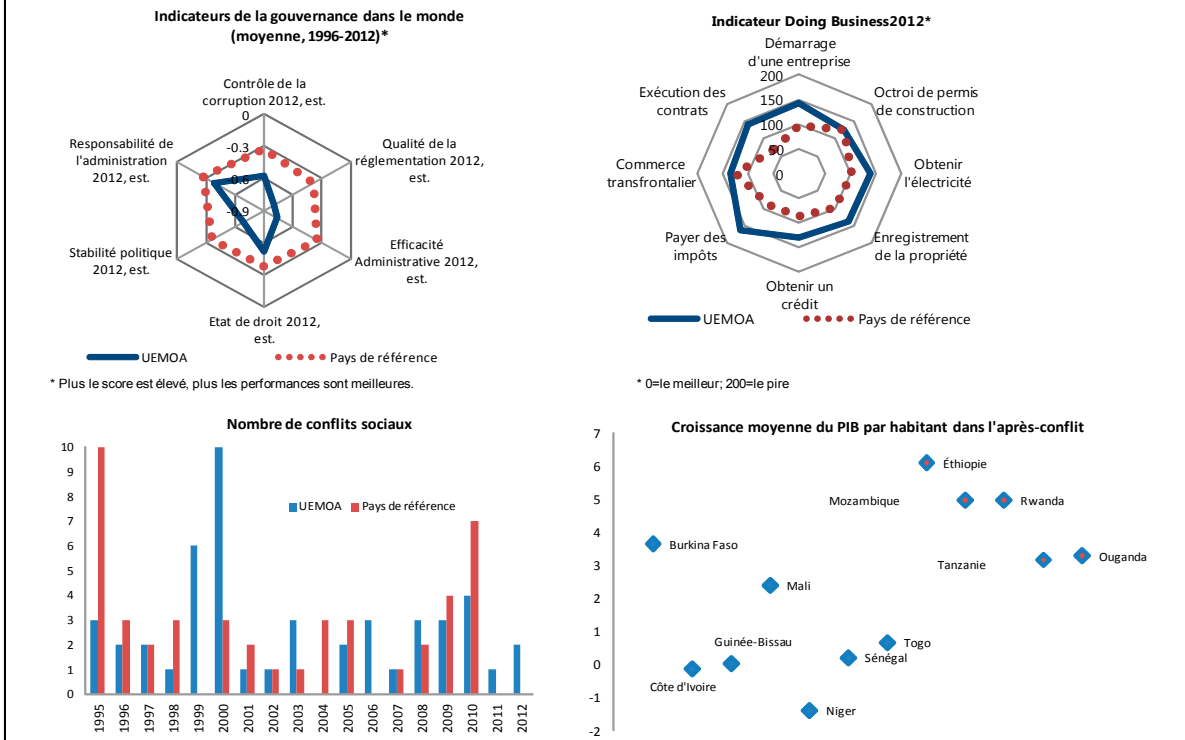 Indicateurs de la gouvernance dans le monde
(moyenne, 1996-2012)*
Contrôle de la
corruption 2012, est.
0
-0.3
-0.6
-0.9
Qualité de la
réglementation 2012,
est.
Efficacité
Administrative 2012,
est.
Etat de droit 2012,
est.
Stabilité politique
2012, est.
Responsabilité de
l'administration
2012, est.
UEMOA
Pays de référence
* Plus le score est élevé, plus les performances sont meilleures.
Indicateur Doing Business2012*
Démarrage
d'une entreprise
200
150
100
50
0
Octroi de permis
de construction
Obtenir
l'électricité
Enregistrement
de la propriété
Obtenir un
crédit
Payer des
impôts
Commerce
transfrontalier
Exécution des
contrats
UEMOA
Pays de référence
* 0=le meilleur; 200=le pire
Nombre de conflits sociaux
10
9
8
7
6
5
4
3
2
1
0
UEMOA
Pays de référence
1995
1996
1997
1998
1999
2000
2001
2002
2003
2004
2005
2006
2007
2008
2009
2010
2011
2012
Croissance moyenne du PIB par habitant dans l'après-conflit
7
6
5
4
3
2
1
0
-1
-2
Éthiopie
Mozambique
Rwanda
Burkina Faso
Tanzanie
Ouganda
Mali
Guinée-Bissau
Togo
Sénégal
Côte d'Ivoire
Niger